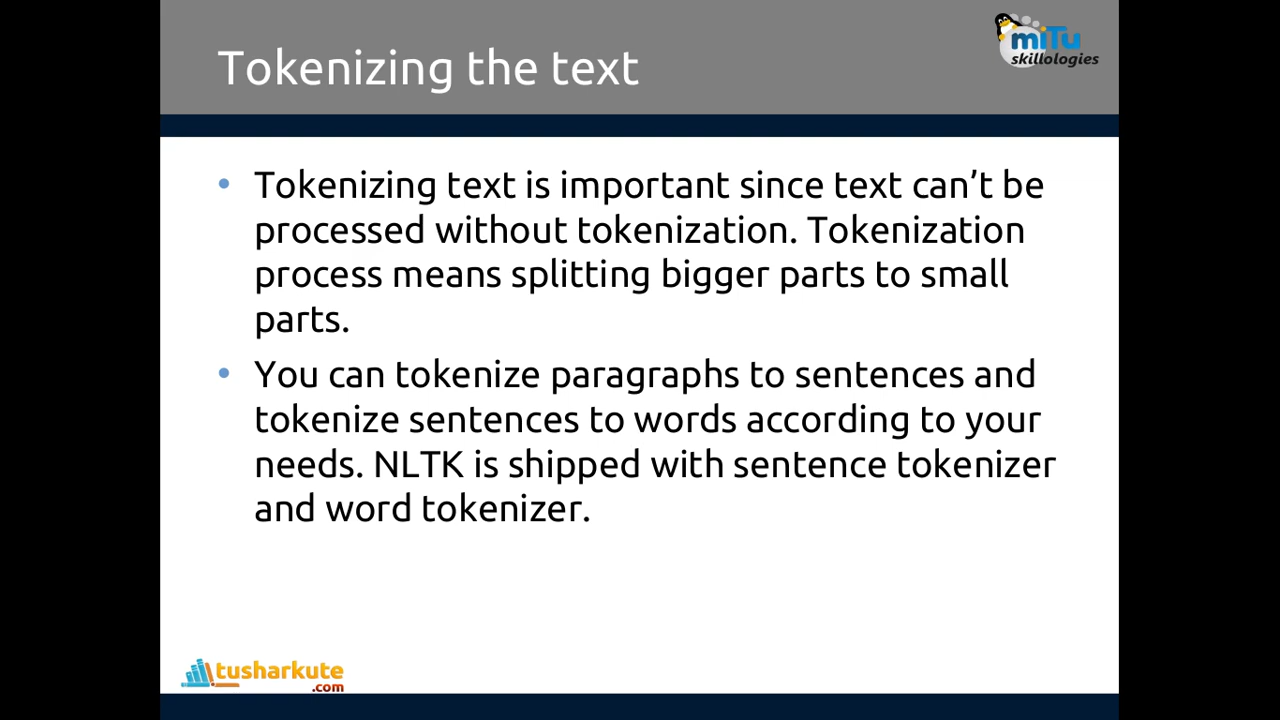 Tokenizing the text
miTu
skillologies
• Tokenizing text is important since text can’t be
processed without tokenization. Tokenization
process means splitting bigger parts to small
parts.
• You can tokenize paragraphs to sentences and
tokenize sentences to words according to your
needs. NLTK is shipped with sentence tokenizer
and word tokenizer.
tusharkute
.com